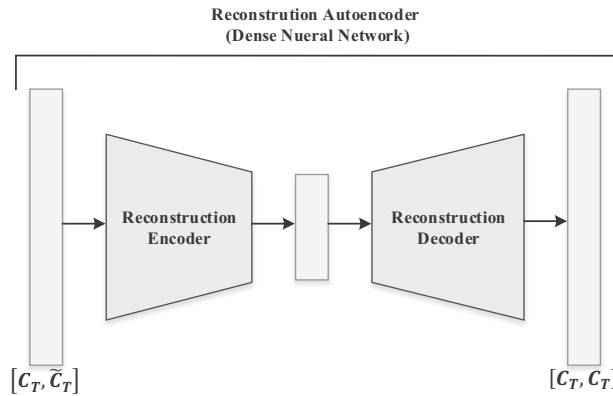 Reconstrution Autoencoder
(Dense Nueral Network)
Reconstruction
Encoder
Reconstruction
Decoder
[C_T, C̃_T]
[C_T, C_T]